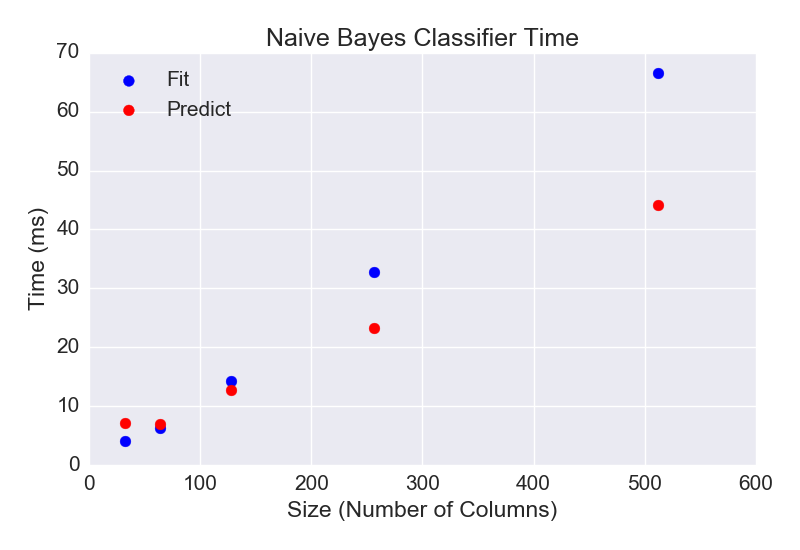 Naive Bayes Classifier Time
Fit
Predict
Time (ms)
70
60
50
40
30
20
10
0
0 100 200 300 400 500 600
Size (Number of Columns)